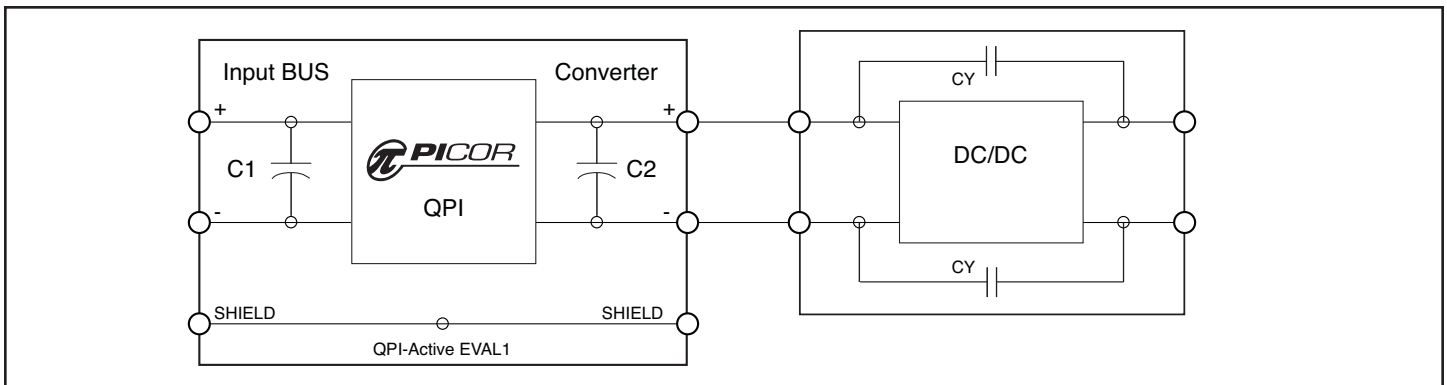 Input BUS
Converter
CY
+
+
C1
PICOR
QPI
C2
DC/DC
-
-
CY
SHIELD
SHIELD
QPI-Active EVAL1